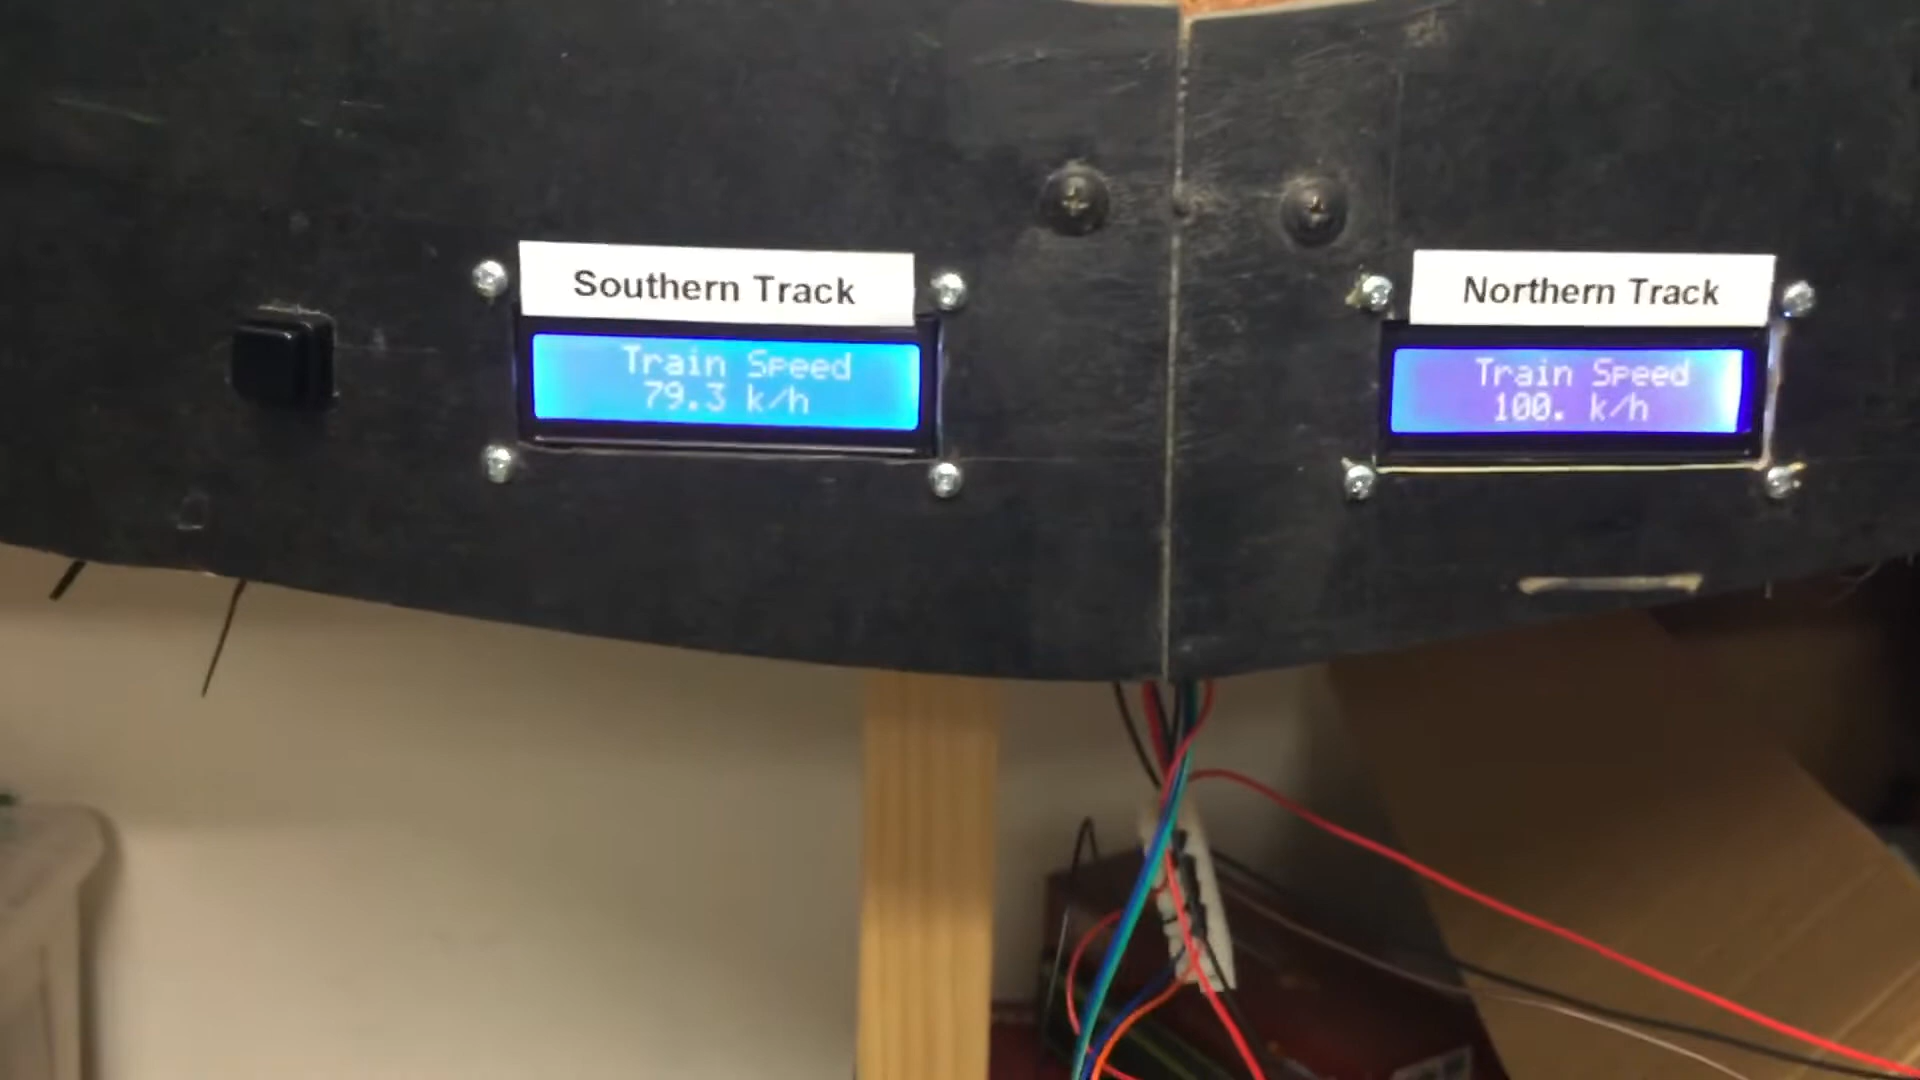 Southern Track
Train Speed
79.3 k/h
Northern Track
Train Speed
100. k/h